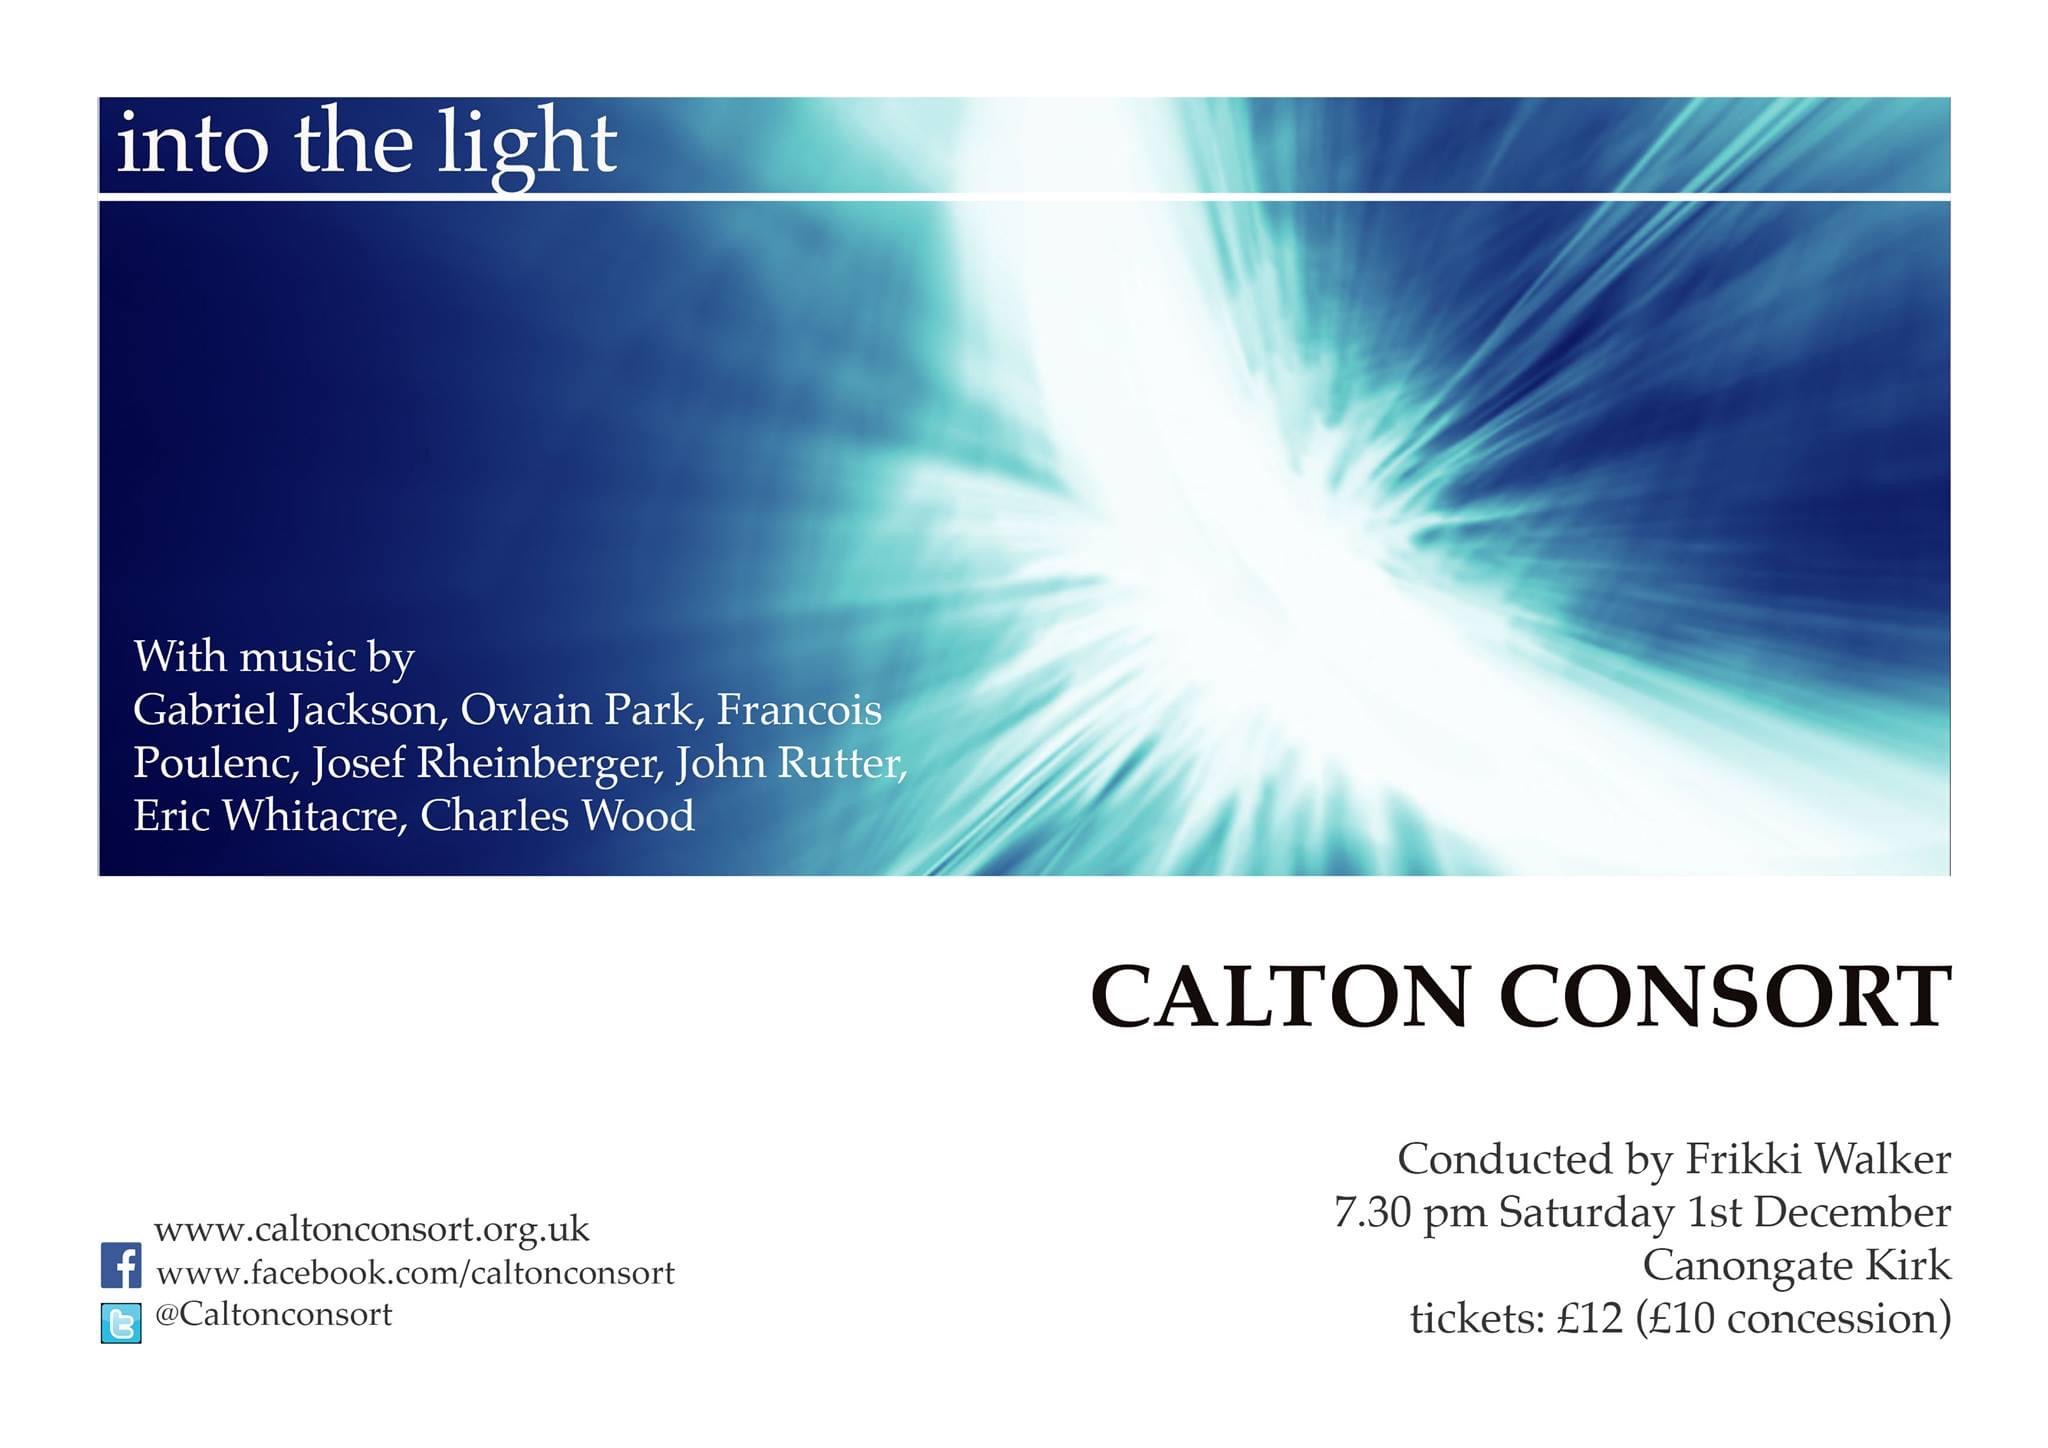 into the light
With music by
Gabriel Jackson, Owain Park, Francois
Poulenc, Josef Rheinberger, John Rutter,
Eric Whitacre, Charles Wood
CALTON CONSORT
Conducted by Frikki Walker
7.30 pm Saturday 1st December
Canongate Kirk
tickets: £12 (£10 concession)
www.caltonconsort.org.uk
www.facebook.com/caltonconsort
@Caltonconsort